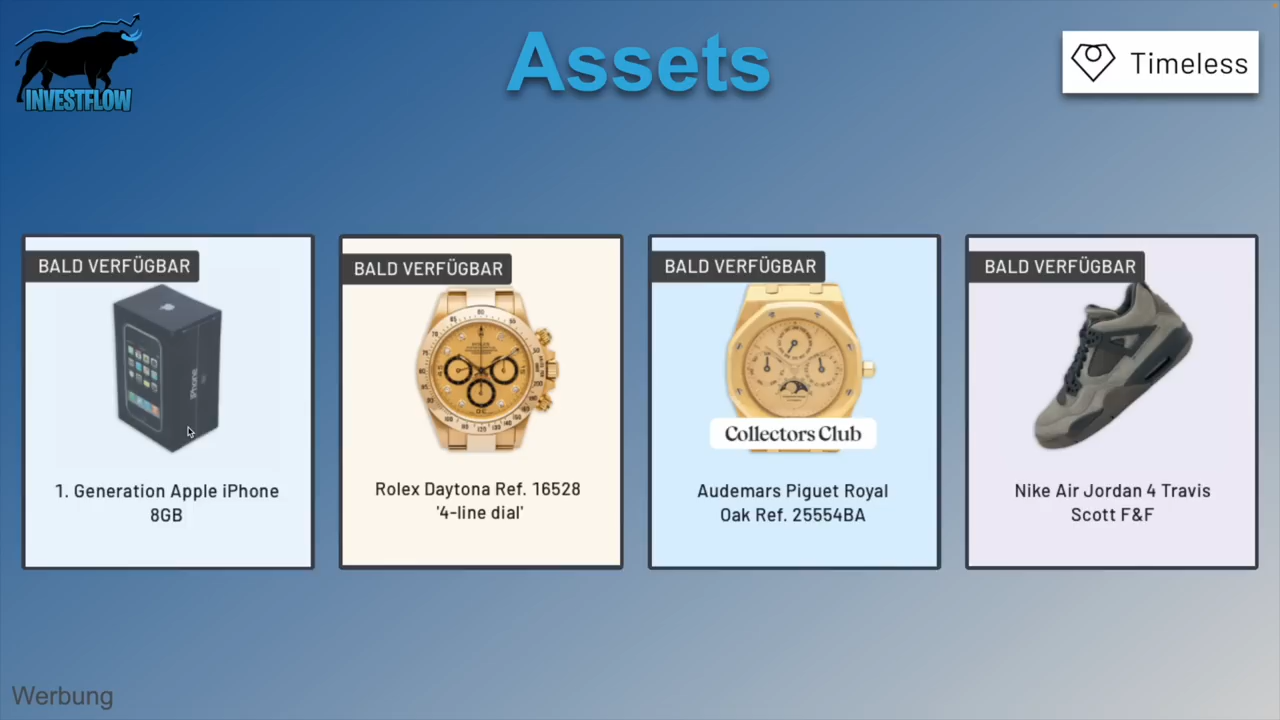 INVESTFLOW
Assets
Timeless
BALD VERFÜGBAR
iPhone
1. Generation Apple iPhone
8GB
BALD VERFÜGBAR
Rolex Daytona Ref. 16528
'4-line dial'
BALD VERFÜGBAR
Collectors Club
Audemars Piguet Royal
Oak Ref. 25554BA
BALD VERFÜGBAR
Nike Air Jordan 4 Travis
Scott F&F
Werbung